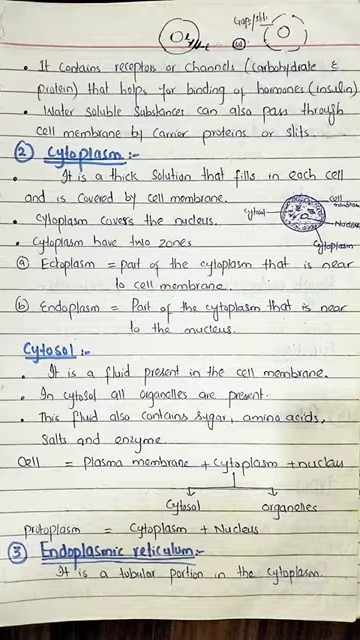 Gaps/slits
• It contains receptors or channels (carbohydrate &
protein) that helps for binding of hormones (insulin).
• Water soluble substances can also pass through
cell membrane by carrier proteins or slits.
② Cytoplasm :-
• It is a thick solution that fills in each cell
and is covered by cell membrane.
• Cytoplasm covers the nucleus.
• Cytoplasm have two zones
Cytosol
Cell membrane
Nucleus
Cytoplasm
ⓐ Ectoplasm = part of the cytoplasm that is near
to cell membrane.
ⓑ Endoplasm = Part of the cytoplasm that is near
to the nucleus.
Cytosol :-
• It is a fluid present in the cell membrane.
• In cytosol all organelles are present.
• This fluid also contains sugar, amino acids,
salts and enzyme.
Cell = Plasma membrane + cytoplasm + nucleus
Cytosol organelles
protoplasm = Cytoplasm + Nucleus
③ Endoplasmic reticulum:-
It is a tubular portion in the cytoplasm.